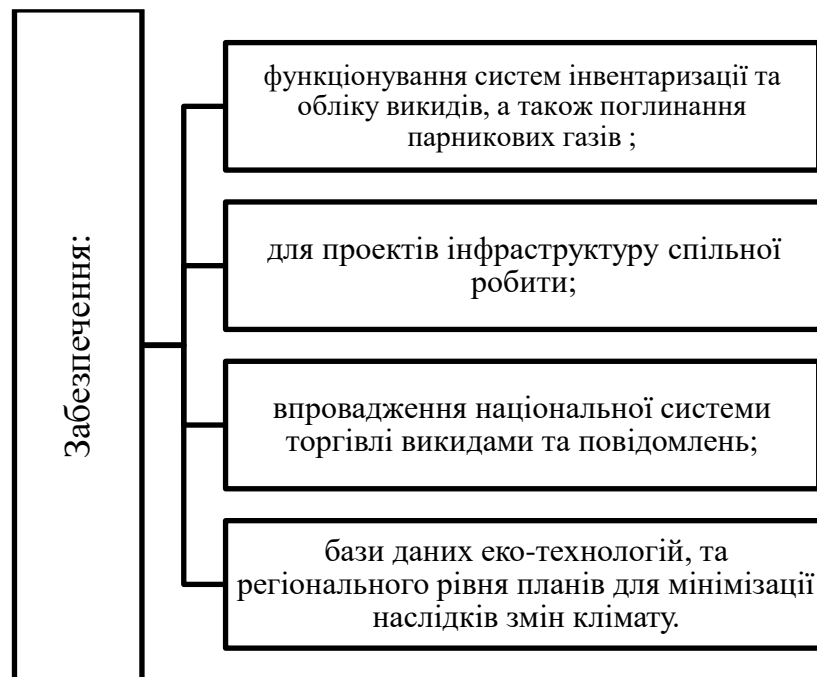 Забезпечення:
функціонування систем інвентаризації та
обліку викидів, а також поглинання
парникових газів ;
для проектів інфраструктуру спільної
робити;
впровадження національної системи
торгівлі викидами та повідомлень;
бази даних еко-технологій, та
регіонального рівня планів для мінімізації
наслідків змін клімату.